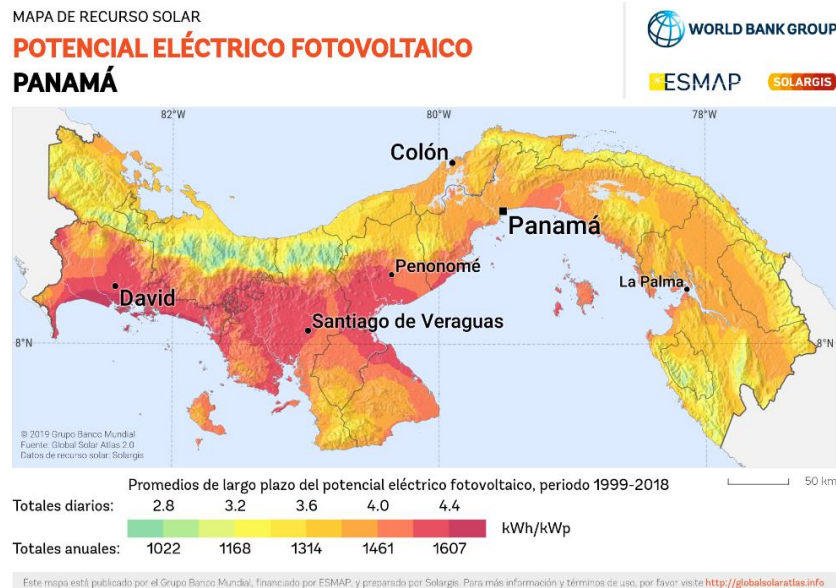 MAPA DE RECURSO SOLAR
POTENCIAL ELÉCTRICO FOTOVOLTAICO
PANAMÁ
WORLD BANK GROUP
ESMAP
SOLARGIS
82°W
80°W
78°W
Colón
Panamá
Penonomé
La Palma
David
Santiago de Veraguas
8°N
8°N
© 2019 Grupo Banco Mundial
Fuente: Global Solar Atlas 2.0
Datos de recurso solar: Solargis
Promedios de largo plazo del potencial eléctrico fotovoltaico, periodo 1999-2018
50 km
Totales diarios: 2.8 3.2 3.6 4.0 4.4
kWh/kWp
Totales anuales: 1022 1168 1314 1461 1607
Este mapa está publicado por el Grupo Banco Mundial, financiado por ESMAP, y preparado por Solargis. Para más información y términos de uso, por favor visite http://globalsolaratlas.info